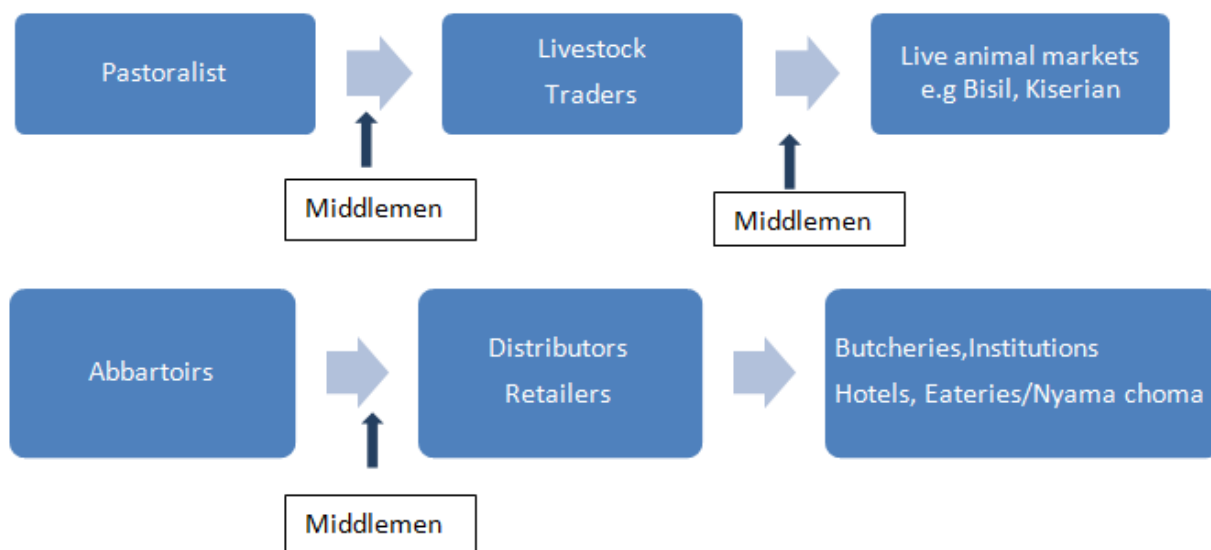 Pastoralist
Livestock
Traders
Live animal markets
e.g Bisil, Kiserian
Middlemen
Middlemen
Abbartoirs
Distributors
Retailers
Butcheries,Institutions
Hotels, Eateries/Nyama choma
Middlemen